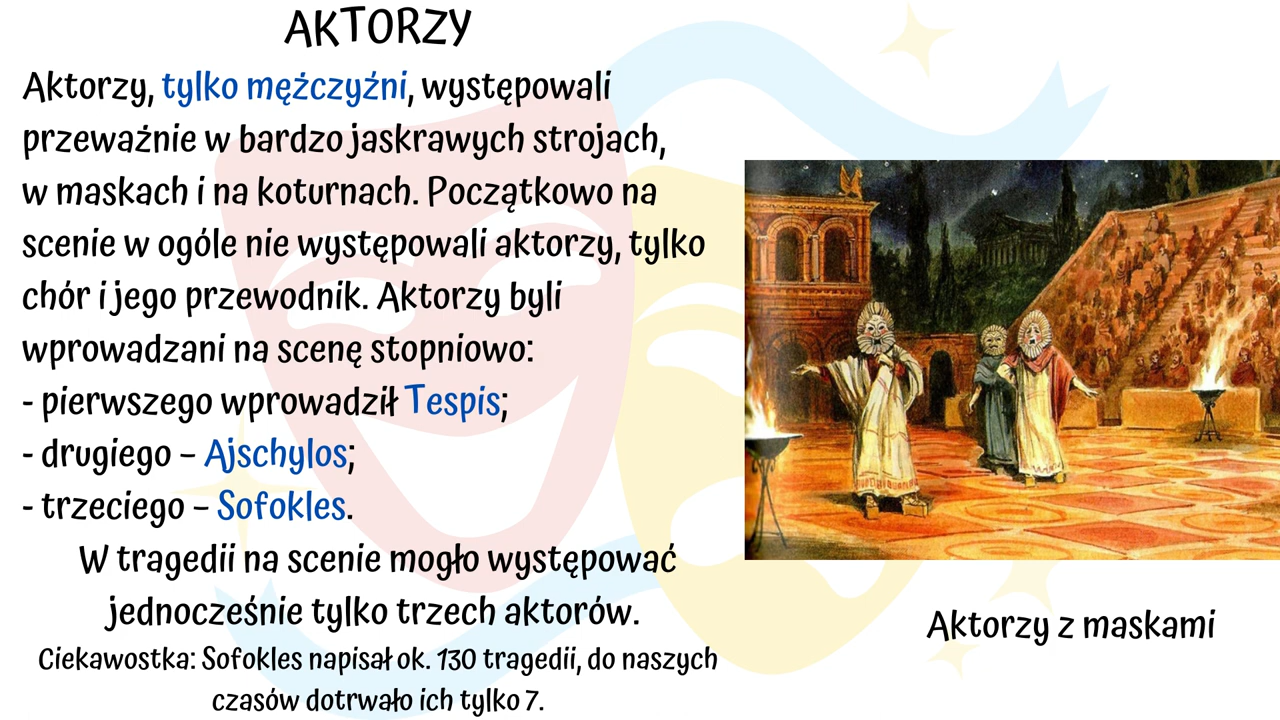 AKTORZY
Aktorzy, tylko mężczyźni, występowali
przeważnie w bardzo jaskrawych strojach,
w maskach i na koturnach. Początkowo na
scenie w ogóle nie występowali aktorzy, tylko
chór i jego przewodnik. Aktorzy byli
wprowadzani na scenę stopniowo:
- pierwszego wprowadził Tespis;
- drugiego – Ajschylos;
- trzeciego – Sofokles.
W tragedii na scenie mogło występować
jednocześnie tylko trzech aktorów.
Ciekawostka: Sofokles napisał ok. 130 tragedii, do naszych
czasów dotrwało ich tylko 7.
Aktorzy z maskami